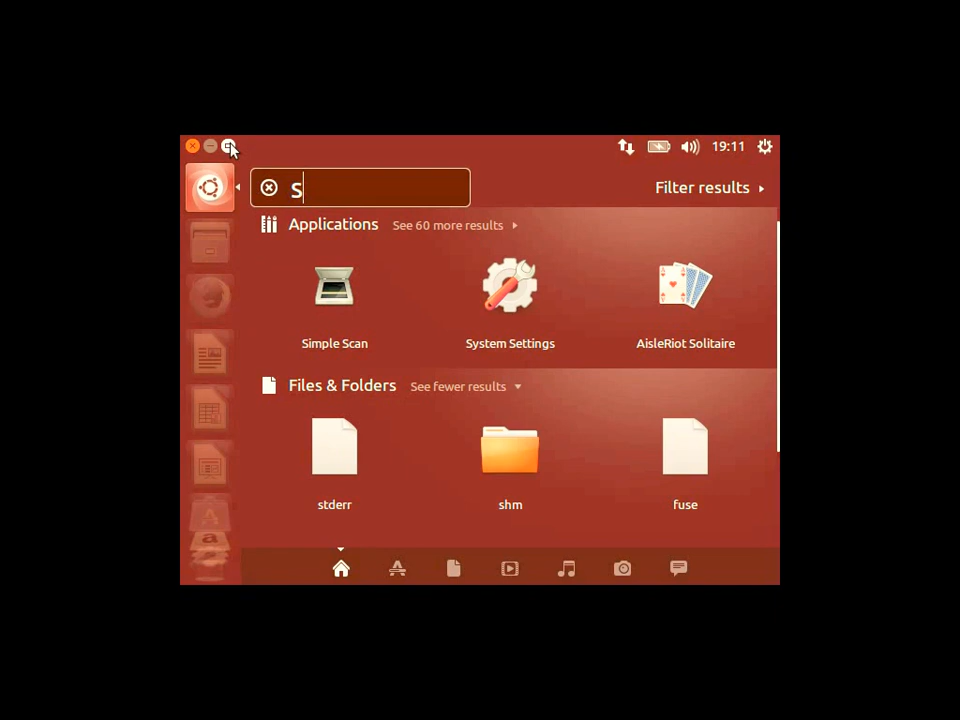 19:11
S
Filter results
Applications See 60 more results
Simple Scan System Settings AisleRiot Solitaire
Files & Folders See fewer results
stderr shm fuse